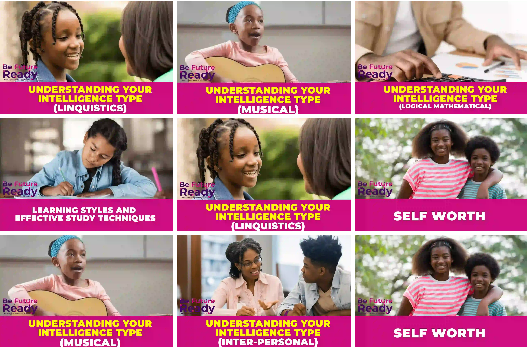 Be Future
Ready
UNDERSTANDING YOUR
INTELLIGENCE TYPE
(LINQUISTICS)
Be Future
Ready
UNDERSTANDING YOUR
INTELLIGENCE TYPE
(MUSICAL)
Be Future
Ready
UNDERSTANDING YOUR
INTELLIGENCE TYPE
(LOGICAL MATHEMATICAL)
Be Future
Ready
LEARNING STYLES AND
EFFECTIVE STUDY TECHNIQUES
Be Future
Ready
UNDERSTANDING YOUR
INTELLIGENCE TYPE
(LINQUISTICS)
Be Future
Ready
SELF WORTH
Be Future
Ready
UNDERSTANDING YOUR
INTELLIGENCE TYPE
(MUSICAL)
Be Future
Ready
UNDERSTANDING YOUR
INTELLIGENCE TYPE
(INTER-PERSONAL)
Be Future
Ready
SELF WORTH